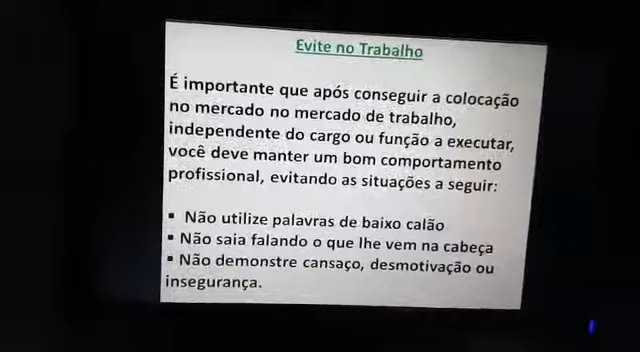 Evite no Trabalho
É importante que após conseguir a colocação
no mercado no mercado de trabalho,
independente do cargo ou função a executar,
você deve manter um bom comportamento
profissional, evitando as situações a seguir:
▪ Não utilize palavras de baixo calão
▪ Não saia falando o que lhe vem na cabeça
▪ Não demonstre cansaço, desmotivação ou
insegurança.